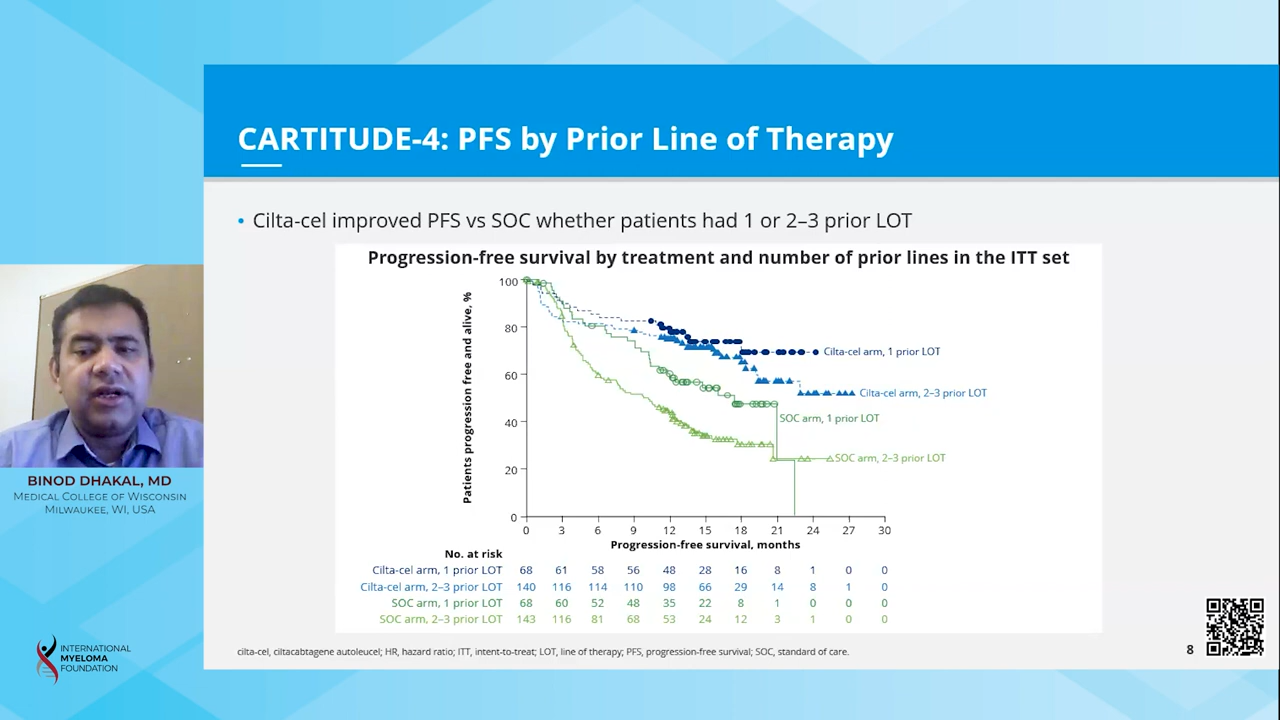 CARTITUDE-4: PFS by Prior Line of Therapy
• Cilta-cel improved PFS vs SOC whether patients had 1 or 2–3 prior LOT
Progression-free survival by treatment and number of prior lines in the ITT set
Patients progression free and alive, %
100
80
60
40
20
0
Cilta-cel arm, 1 prior LOT
Cilta-cel arm, 2–3 prior LOT
SOC arm, 1 prior LOT
SOC arm, 2–3 prior LOT
0 3 6 9 12 15 18 21 24 27 30
Progression-free survival, months
No. at risk
Cilta-cel arm, 1 prior LOT 68 61 58 56 48 28 16 8 1 0 0
Cilta-cel arm, 2–3 prior LOT 140 116 114 110 98 66 29 14 8 1 0
SOC arm, 1 prior LOT 68 60 52 48 35 22 8 1 0 0 0
SOC arm, 2–3 prior LOT 143 116 81 68 53 24 12 3 1 0 0
cilta-cel, ciltacabtagene autoleucel; HR, hazard ratio; ITT, intent-to-treat; LOT, line of therapy; PFS, progression-free survival; SOC, standard of care.
8
BINOD DHAKAL, MD
MEDICAL COLLEGE OF WISCONSIN
MILWAUKEE, WI, USA
INTERNATIONAL
MYELOMA
FOUNDATION